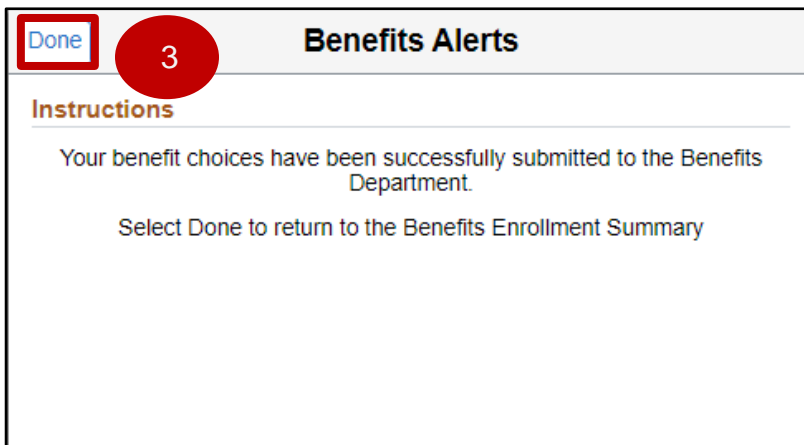 Done
3
Benefits Alerts
Instructions
Your benefit choices have been successfully submitted to the Benefits
Department.
Select Done to return to the Benefits Enrollment Summary